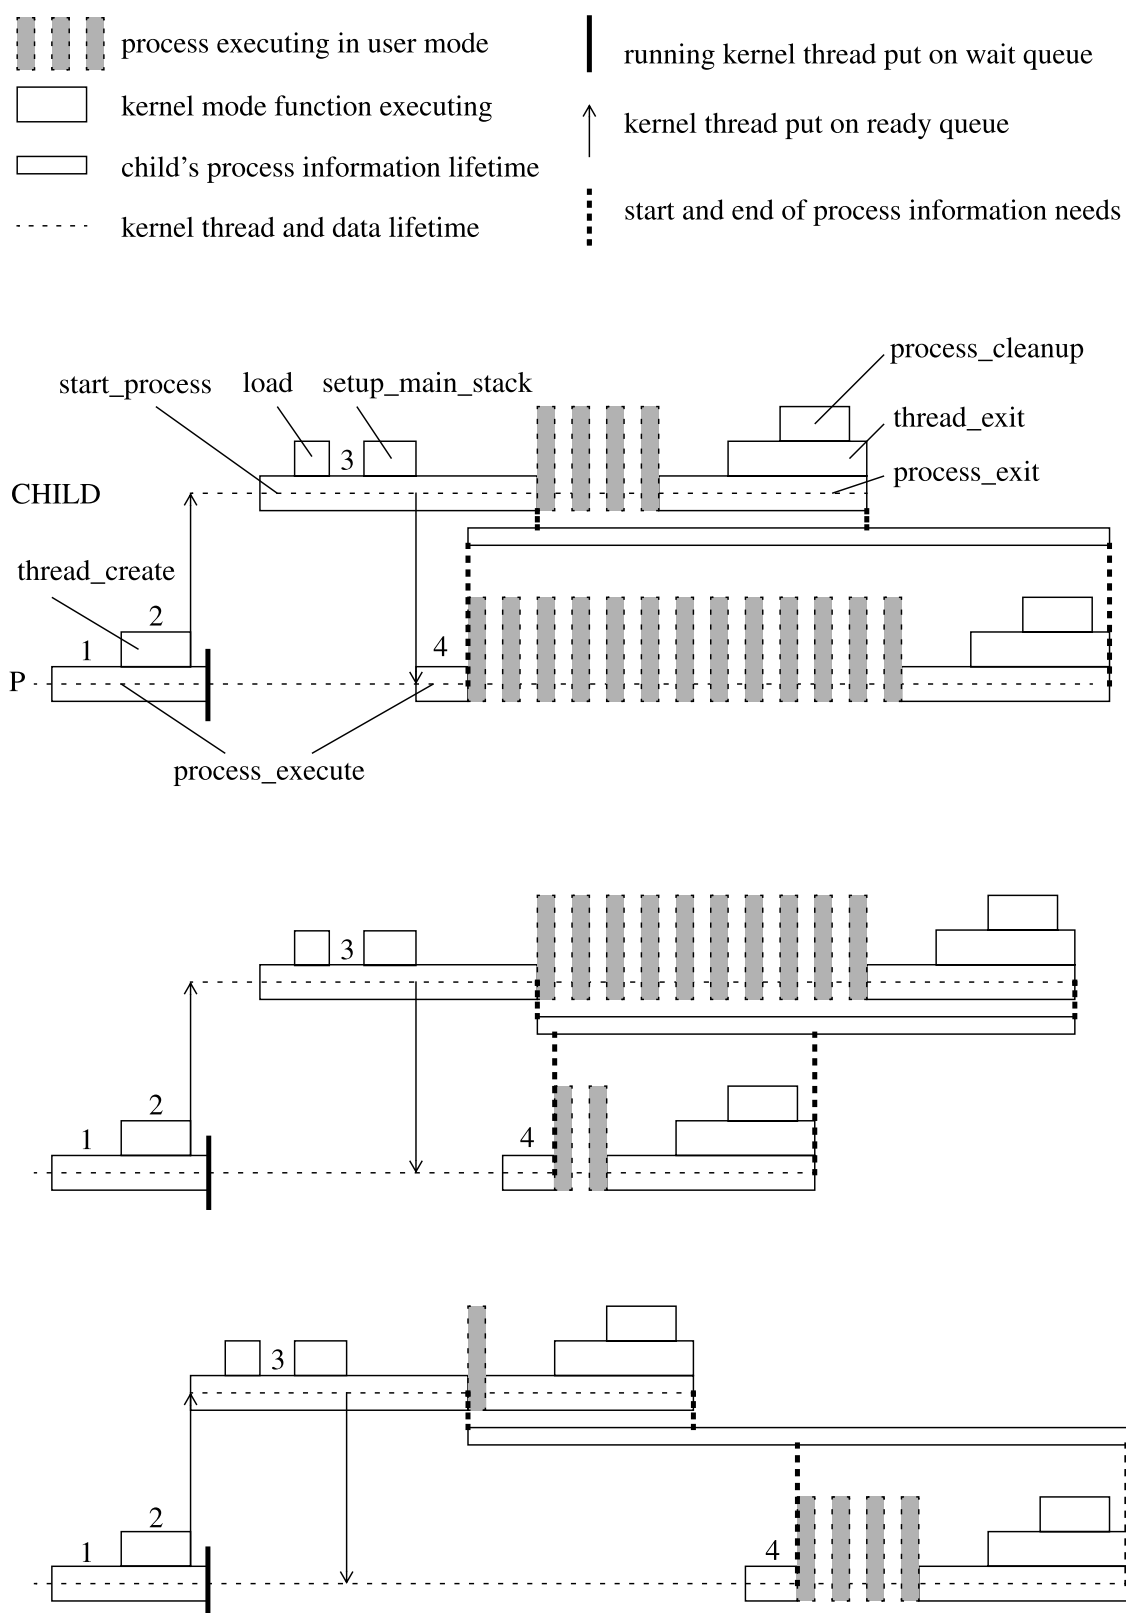 process executing in user mode
running kernel thread put on wait queue
kernel mode function executing
kernel thread put on ready queue
child's process information lifetime
start and end of process information needs
kernel thread and data lifetime
process_cleanup
start_process load setup_main_stack
thread_exit
3
process_exit
CHILD
thread_create
2
1
4
P
process_execute
3
2
1
4
3
2
1
4